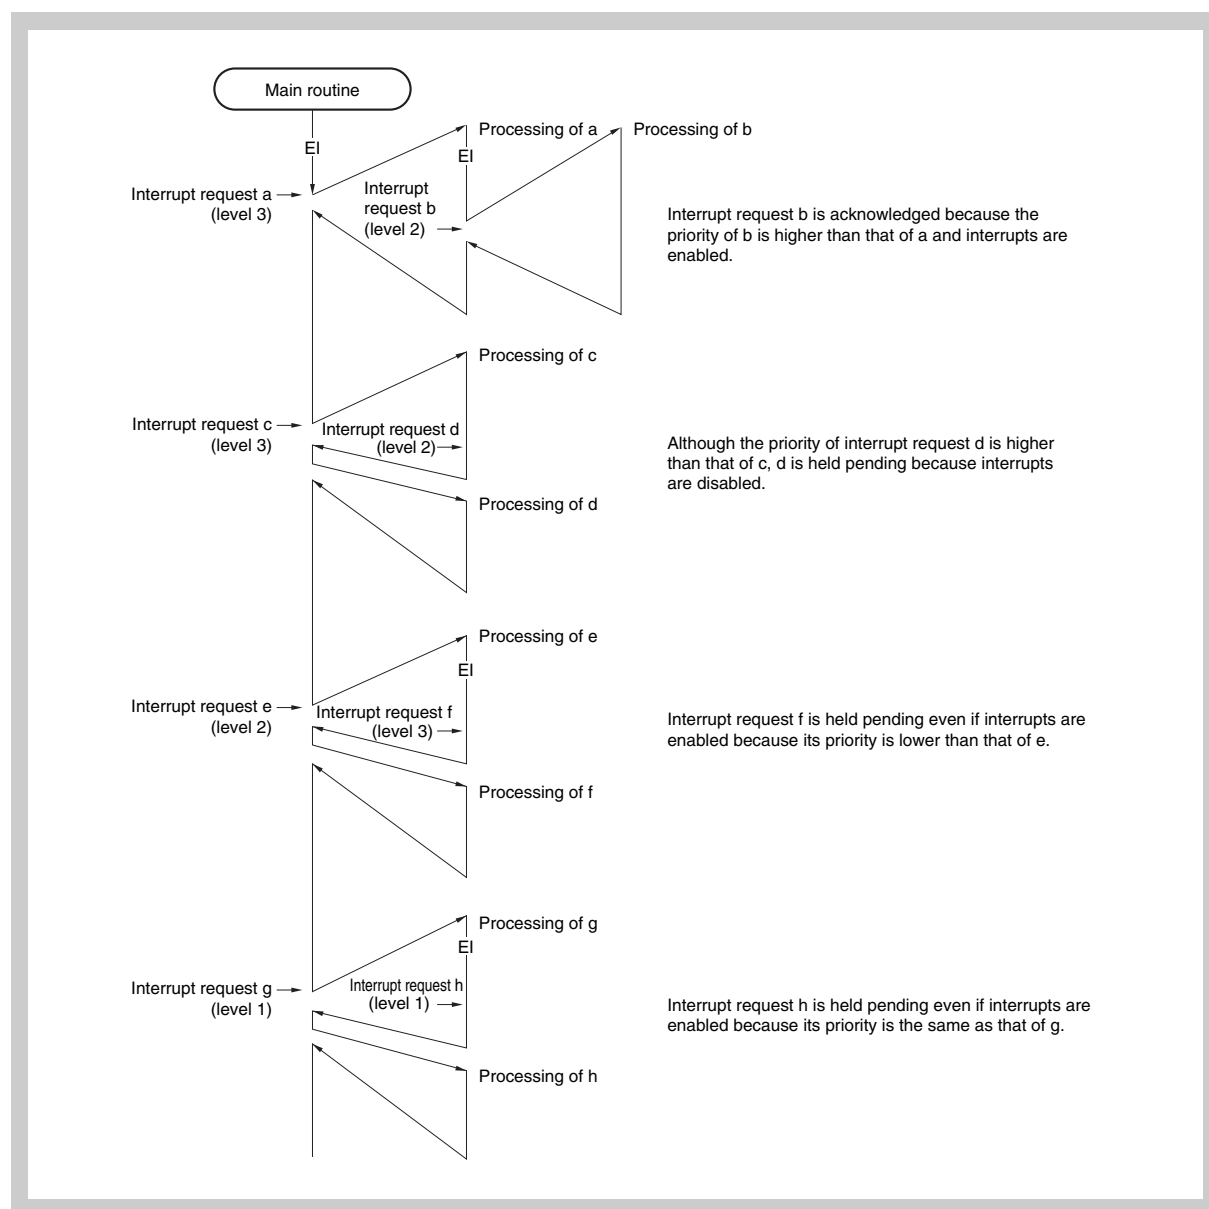 Main routine
EI
Processing of a
Processing of b
EI
Interrupt request a
(level 3)
Interrupt
request b
(level 2)
Interrupt request b is acknowledged because the
priority of b is higher than that of a and interrupts are
enabled.
Processing of c
Interrupt request c
(level 3)
Interrupt request d
(level 2)
Although the priority of interrupt request d is higher
than that of c, d is held pending because interrupts
are disabled.
Processing of d
Processing of e
EI
Interrupt request e
(level 2)
Interrupt request f
(level 3)
Interrupt request f is held pending even if interrupts are
enabled because its priority is lower than that of e.
Processing of f
Processing of g
EI
Interrupt request g
(level 1)
Interrupt request h
(level 1)
Interrupt request h is held pending even if interrupts are
enabled because its priority is the same as that of g.
Processing of h